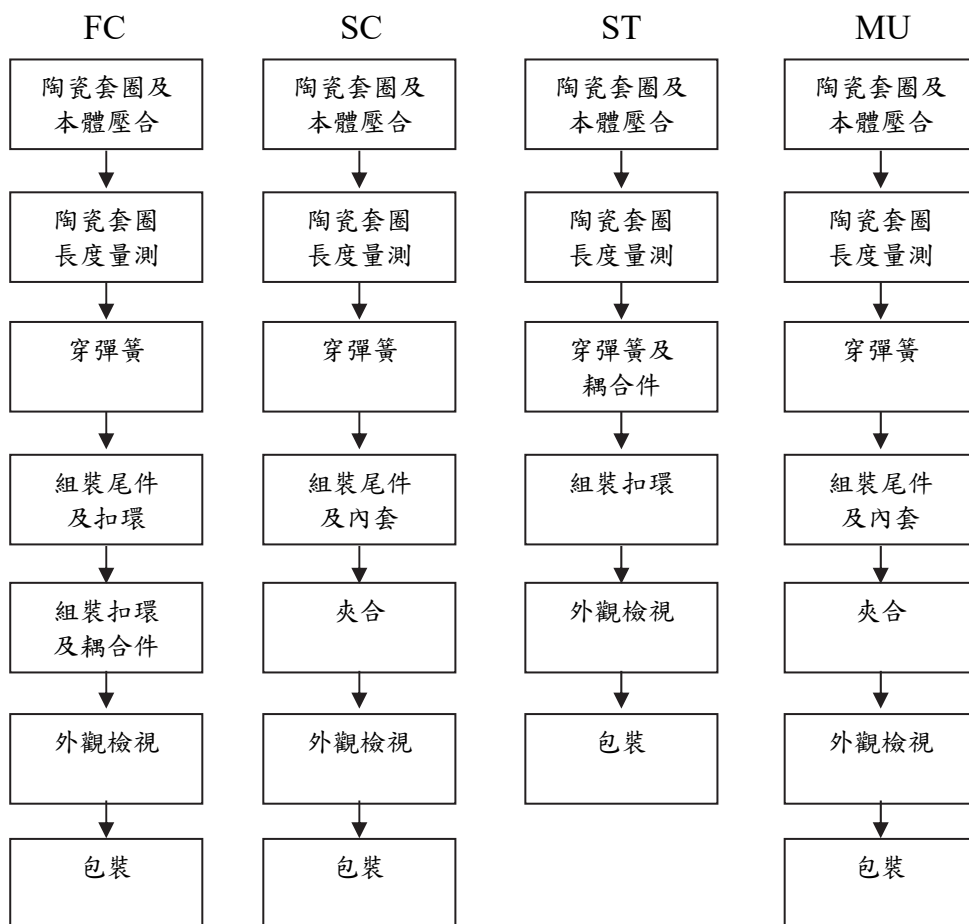 FC
陶瓷套圈及
本體壓合
陶瓷套圈
長度量測
穿彈簧
組裝尾件
及扣環
組裝扣環
及耦合件
外觀檢視
包裝
SC
陶瓷套圈及
本體壓合
陶瓷套圈
長度量測
穿彈簧
組裝尾件
及內套
夾合
外觀檢視
包裝
ST
陶瓷套圈及
本體壓合
陶瓷套圈
長度量測
穿彈簧及
耦合件
組裝扣環
外觀檢視
包裝
MU
陶瓷套圈及
本體壓合
陶瓷套圈
長度量測
穿彈簧
組裝尾件
及內套
夾合
外觀檢視
包裝